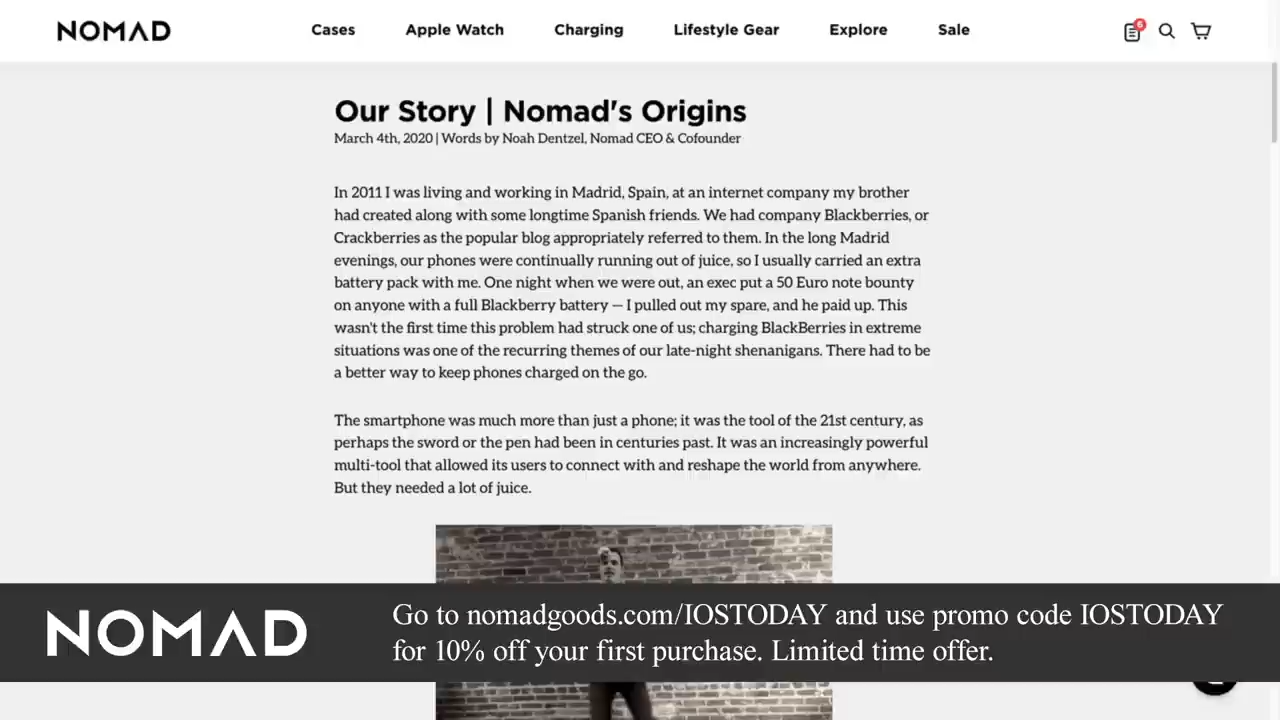 NOMAD
Cases Apple Watch Charging Lifestyle Gear Explore Sale
6
Our Story | Nomad's Origins
March 4th, 2020 | Words by Noah Dentzel, Nomad CEO & Cofounder
In 2011 I was living and working in Madrid, Spain, at an internet company my brother
had created along with some longtime Spanish friends. We had company Blackberries, or
Crackberries as the popular blog appropriately referred to them. In the long Madrid
evenings, our phones were continually running out of juice, so I usually carried an extra
battery pack with me. One night when we were out, an exec put a 50 Euro note bounty
on anyone with a full Blackberry battery — I pulled out my spare, and he paid up. This
wasn't the first time this problem had struck one of us; charging BlackBerries in extreme
situations was one of the recurring themes of our late-night shenanigans. There had to be
a better way to keep phones charged on the go.
The smartphone was much more than just a phone; it was the tool of the 21st century, as
perhaps the sword or the pen had been in centuries past. It was an increasingly powerful
multi-tool that allowed its users to connect with and reshape the world from anywhere.
But they needed a lot of juice.
NOMAD
Go to nomadgoods.com/IOSTODAY and use promo code IOSTODAY
for 10% off your first purchase. Limited time offer.